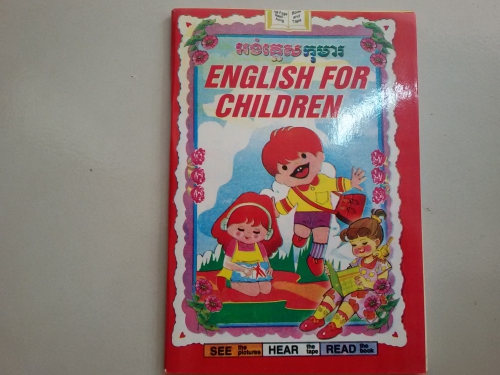 អង់គ្លេសកុមារ
ENGLISH FOR
CHILDREN
SEE the pictures HEAR the tape READ the book